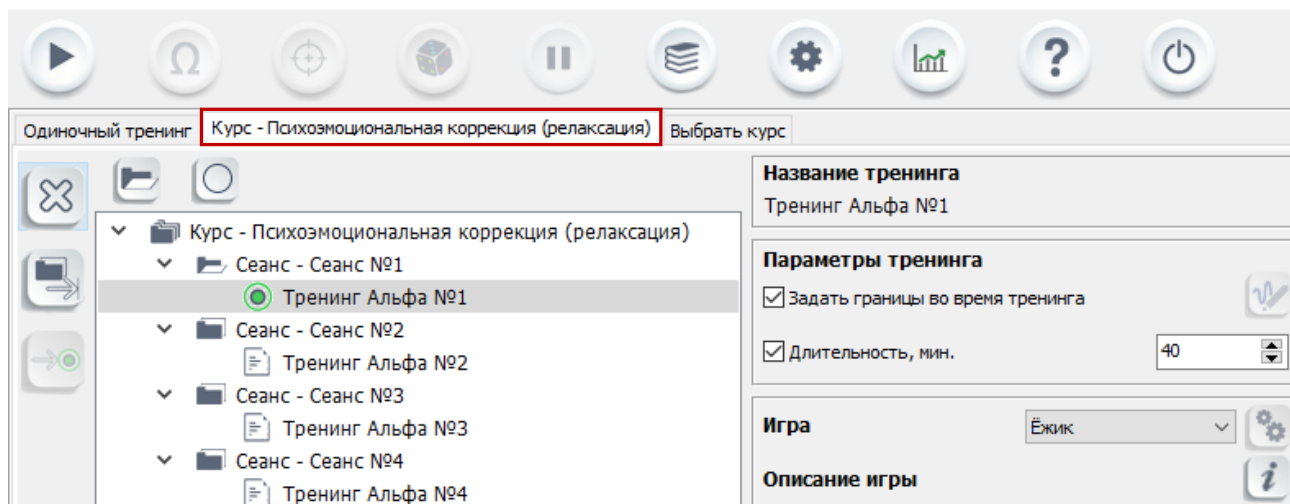 Одиночный тренинг Курс - Психоэмоциональная коррекция (релаксация) Выбрать курс
Курс - Психоэмоциональная коррекция (релаксация)
Сеанс - Сеанс №1
Тренинг Альфа №1
Сеанс - Сеанс №2
Тренинг Альфа №2
Сеанс - Сеанс №3
Тренинг Альфа №3
Сеанс - Сеанс №4
Тренинг Альфа №4
Название тренинга
Тренинг Альфа №1
Параметры тренинга
Задать границы во время тренинга
Длительность, мин. 40
Игра Ёжик
Описание игры